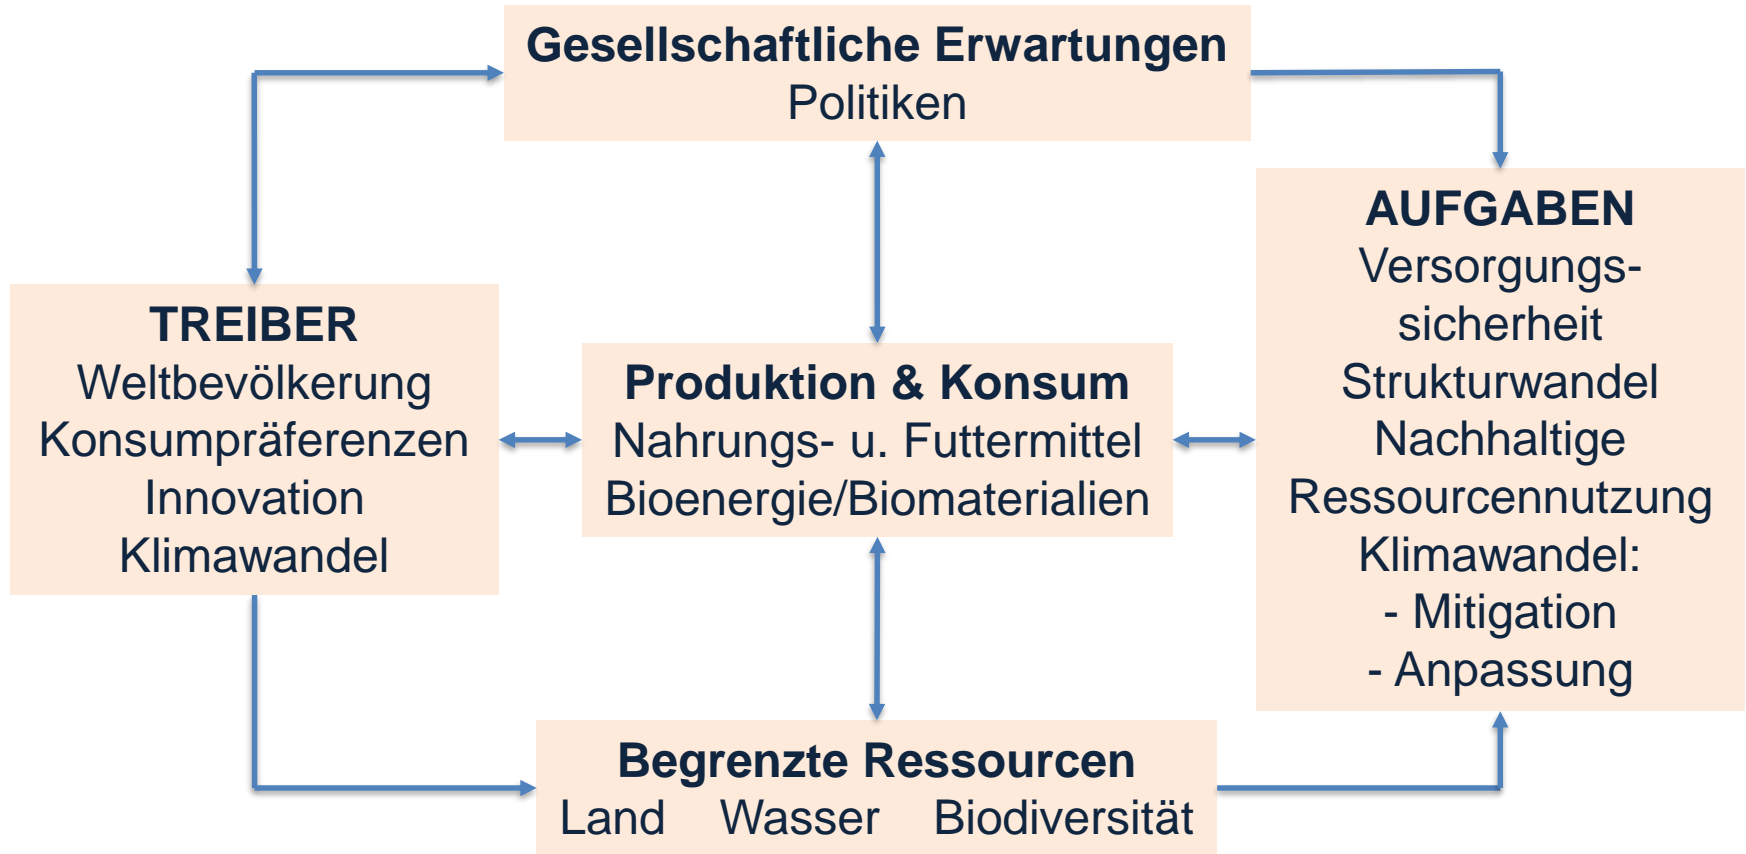 Gesellschaftliche Erwartungen
Politiken
TREIBER
Weltbevölkerung
Konsumpräferenzen
Innovation
Klimawandel
Produktion & Konsum
Nahrungs- u. Futtermittel
Bioenergie/Biomaterialien
AUFGABEN
Versorgungs-
sicherheit
Strukturwandel
Nachhaltige
Ressourcennutzung
Klimawandel:
- Mitigation
- Anpassung
Begrenzte Ressourcen
Land Wasser Biodiversität